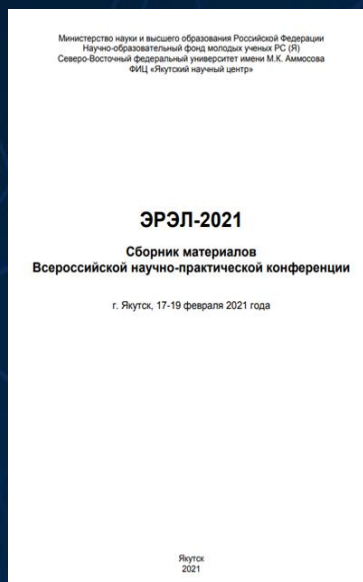 Министерство науки и высшего образования Российской Федерации
Научно-образовательный фонд молодых ученых РС (Я)
Северо-Восточный федеральный университет имени М.К. Аммосова
ФИЦ «Якутский научный центр»
ЭРЭЛ-2021
Сборник материалов
Всероссийской научно-практической конференции
г. Якутск, 17-19 февраля 2021 года
Якутск
2021